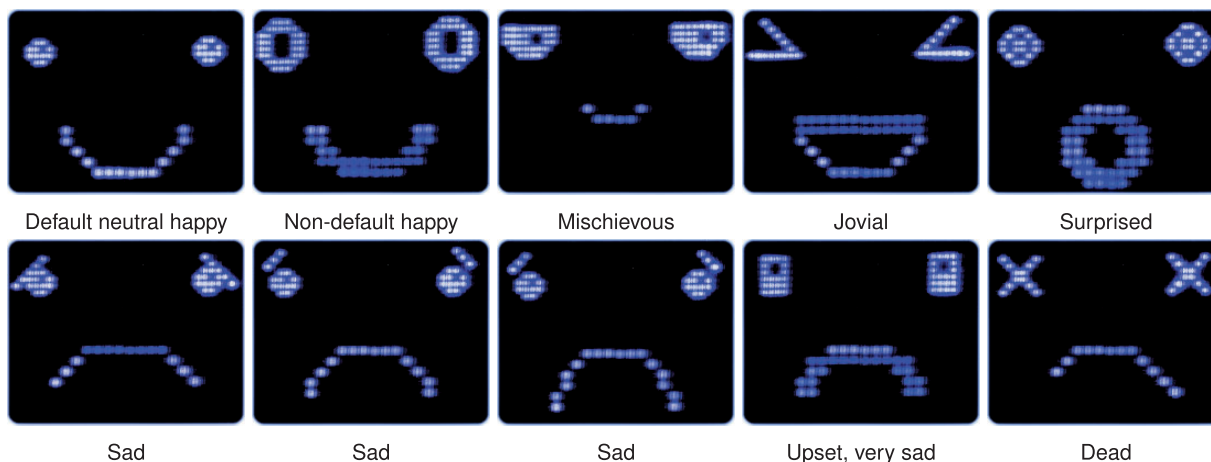 Default neutral happy
Non-default happy
Mischievous
Jovial
Surprised
Sad
Sad
Sad
Upset, very sad
Dead